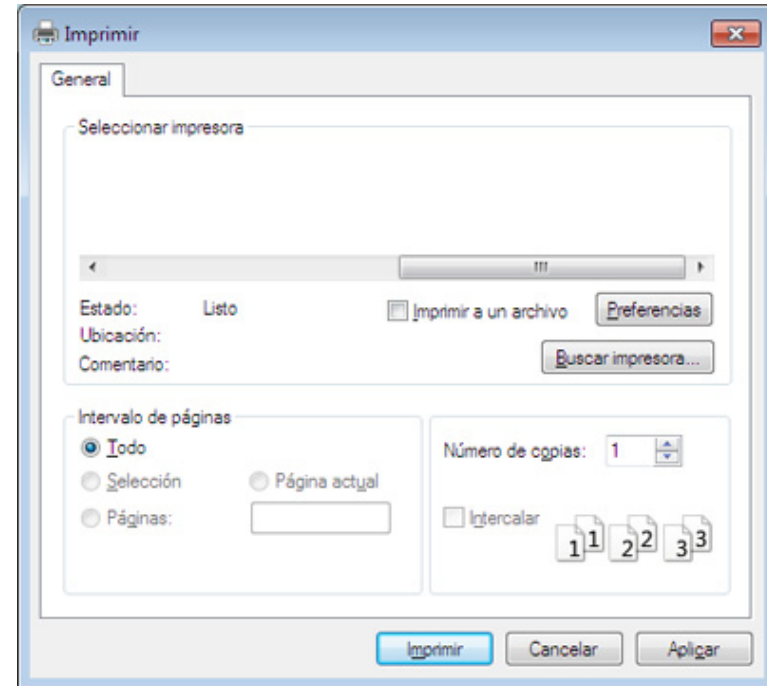 Imprimir
General
Seleccionar impresora
Estado: Listo
Imprimir a un archivo
Preferencias
Ubicación:
Comentario:
Buscar impresora...
Intervalo de páginas
Todo
Selección
Página actual
Páginas:
Número de copias: 1
Intercalar
1 1 2 2 3 3
Imprimir
Cancelar
Aplicar